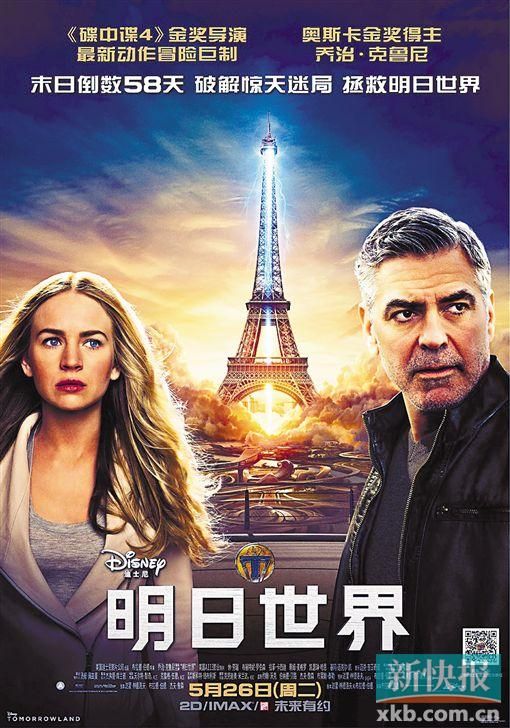 《碟中谍4》金奖导演
最新动作冒险巨制
奥斯卡金奖得主
乔治·克鲁尼
末日倒数58天 破解惊天迷局 拯救明日世界
Disney
迪士尼
明日世界
5月26日(周二)
2D/IMAX/ 未来有约
Disney
TOMORROWLAND
新快报
xkb.com.cn